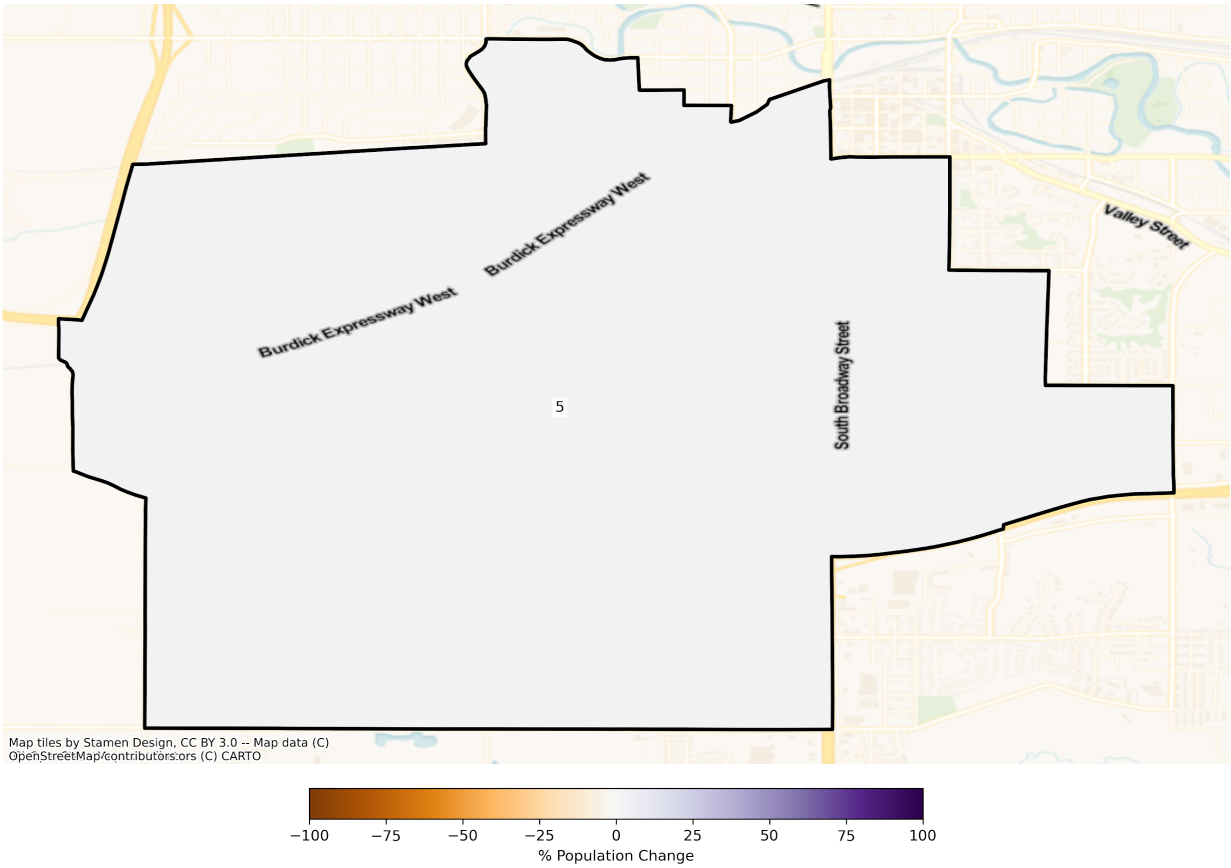 Valley Street
Burdick Expressway West
Burdick Expressway West
South Broadway Street
5
Map tiles by Stamen Design, CC BY 3.0 -- Map data (C)
OpenStreetMap contributors (C) CARTO
−100 −75 −50 −25 0 25 50 75 100
% Population Change